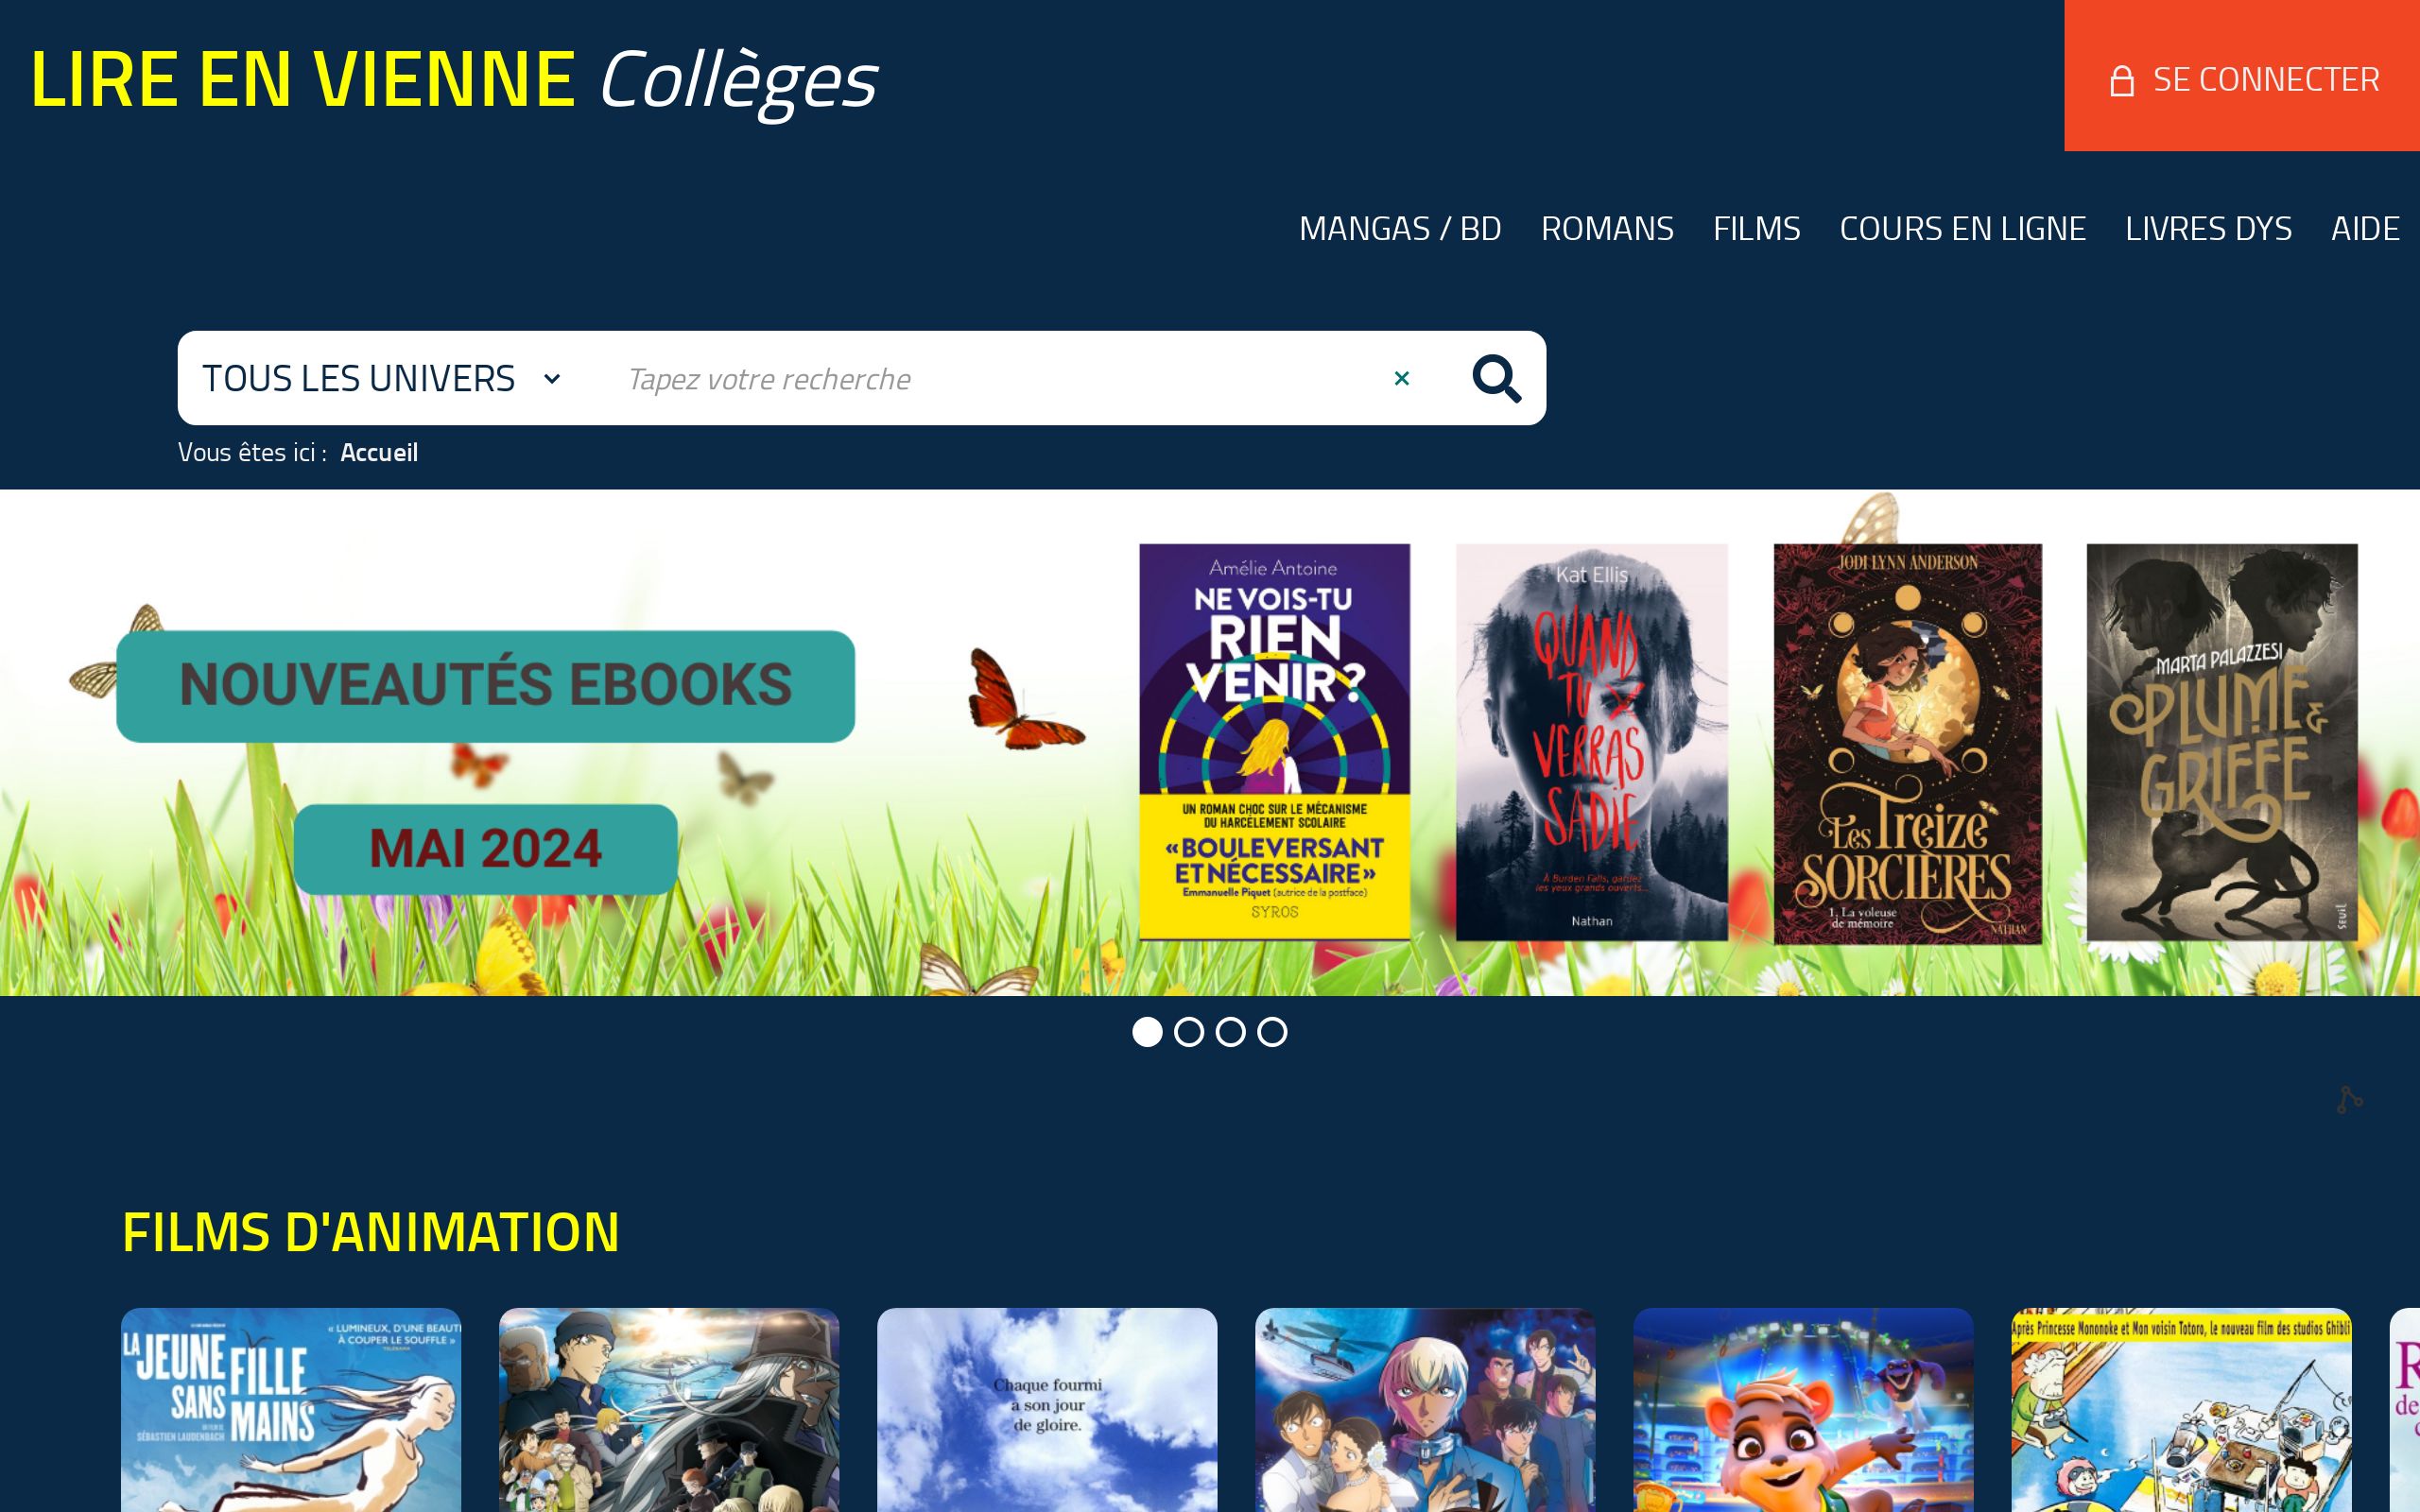 LIRE EN VIENNE Collèges
SE CONNECTER
MANGAS / BD ROMANS FILMS COURS EN LIGNE LIVRES DYS AIDE
TOUS LES UNIVERS Tapez votre recherche
Vous êtes ici : Accueil
NOUVEAUTÉS EBOOKS
MAI 2024
Amélie Antoine
NE VOIS-TU
RIEN
VENIR?
UN ROMAN CHOC SUR LE MÉCANISME
DU HARCÈLEMENT SCOLAIRE
«BOULEVERSANT
ET NÉCESSAIRE»
Emmanuelle Piquet (autrice de la postface)
SYROS
Kat Ellis
QUAND
TU
VERRAS
SADIE
À Burden Falls, gardez
les yeux grands ouverts...
Nathan
JODI LYNN ANDERSON
Les Treize
SORCIÈRES
1. La voleuse
de mémoire
NATHAN
MARTA PALAZZESI
PLUME &
GRIFFE
SEUIL
FILMS D'ANIMATION
LA JEUNE FILLE
SANS MAINS
SÉBASTIEN LAUDENBACH
« LUMINEUX, D'UNE BEAUT
À COUPER LE SOUFFLE »
Chaque fourmi
a son jour
de gloire.
Après Princesse Mononoke et Mon voisin Totoro, le nouveau film des studios Ghibli
R
de